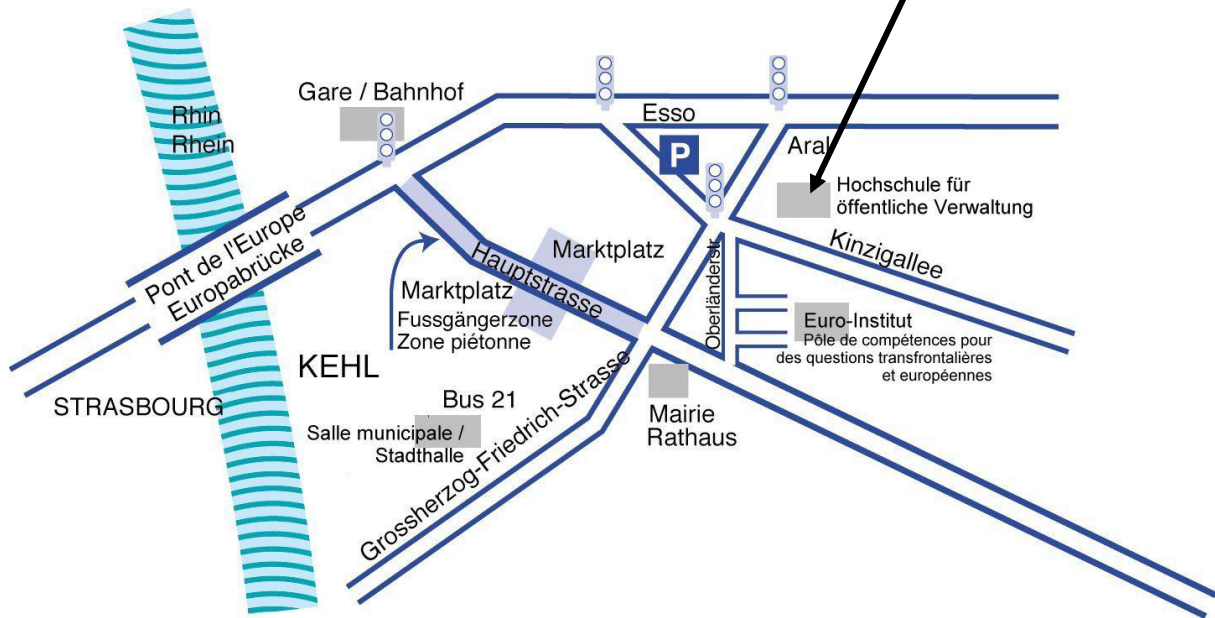 Gare / Bahnhof
Rhin
Rhein
Esso
P
Aral
Hochschule für
öffentliche Verwaltung
Kinzigallee
Pont de l'Europe
Europabrücke
Marktplatz
Hauptstrasse
Marktplatz
Fussgängerzone
Zone piétonne
Oberländerstr.
Euro-Institut
Pôle de compétences pour
des questions transfrontalières
et européennes
KEHL
STRASBOURG
Bus 21
Salle municipale /
Stadthalle
Grossherzog-Friedrich-Strasse
Mairie
Rathaus